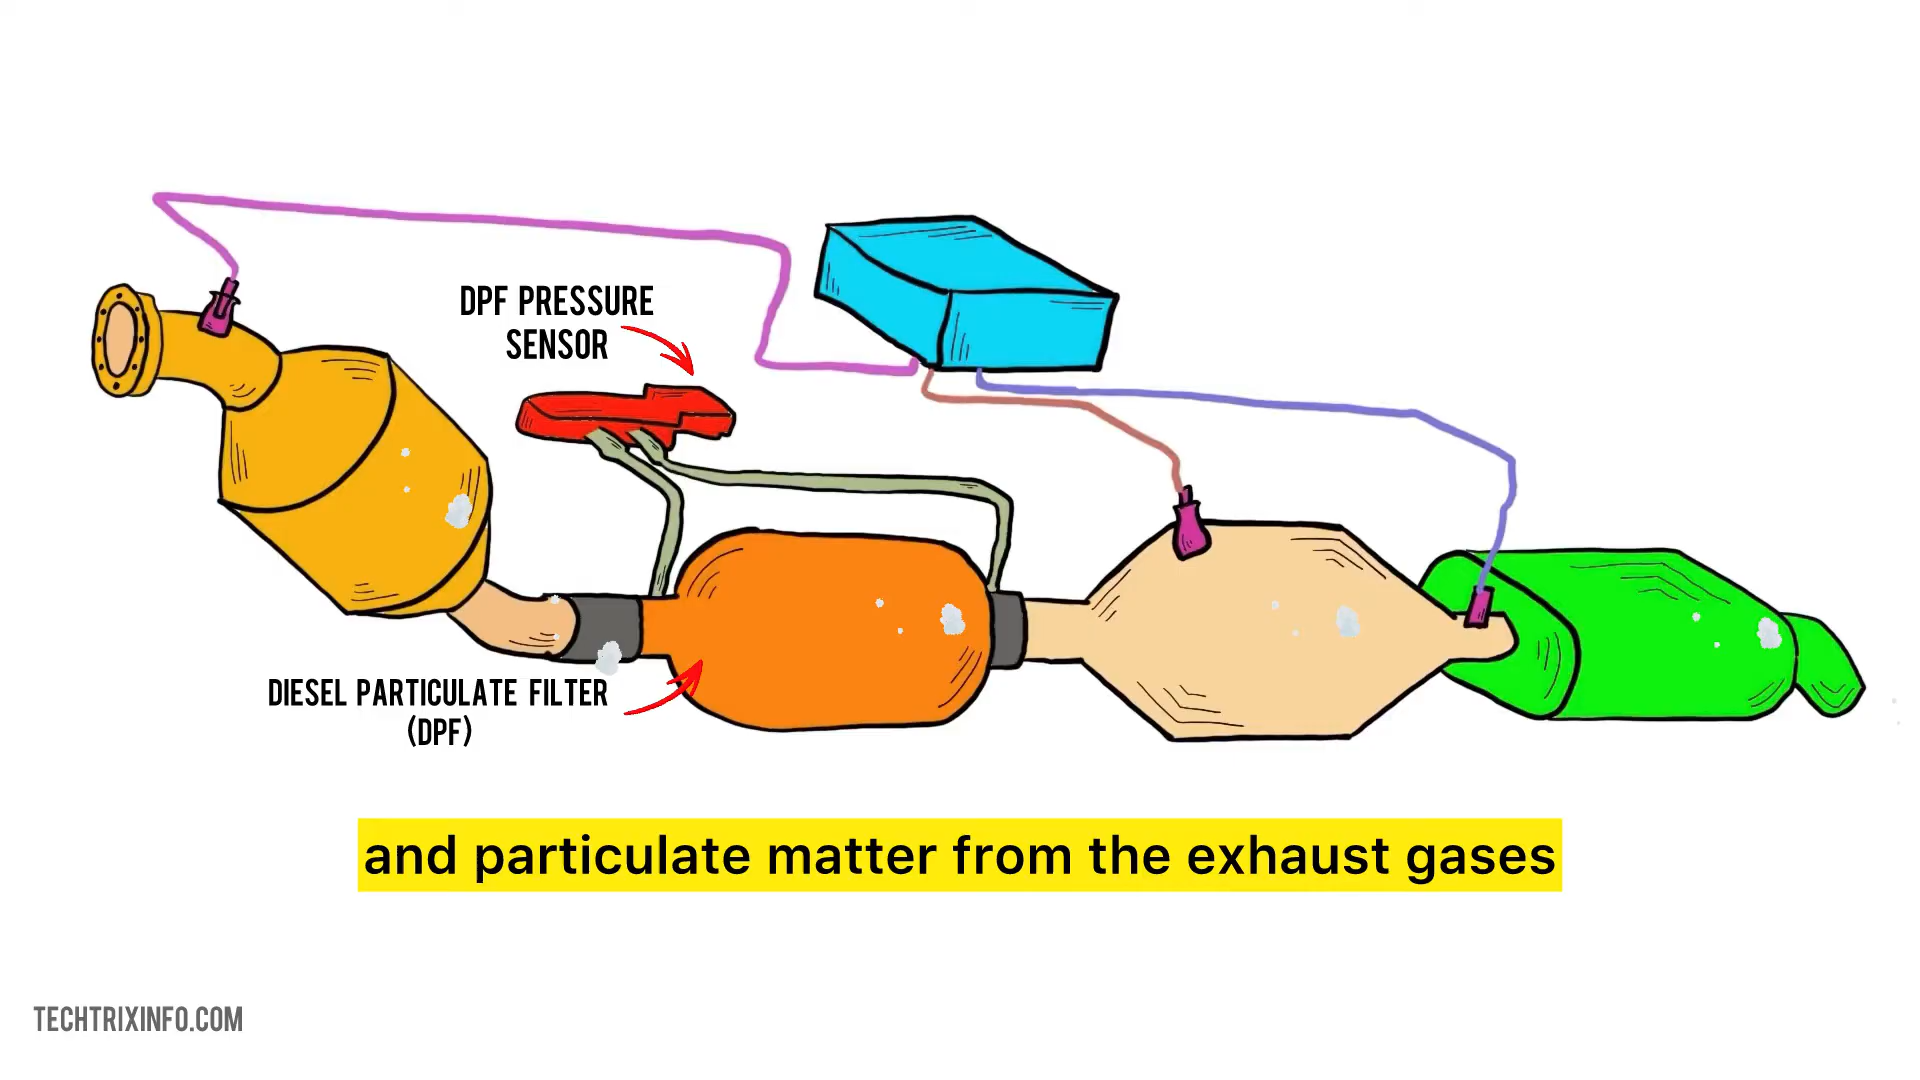 DPF PRESSURE
SENSOR
DIESEL PARTICULATE FILTER
(DPF)
and particulate matter from the exhaust gases
TECHTRIXINFO.COM